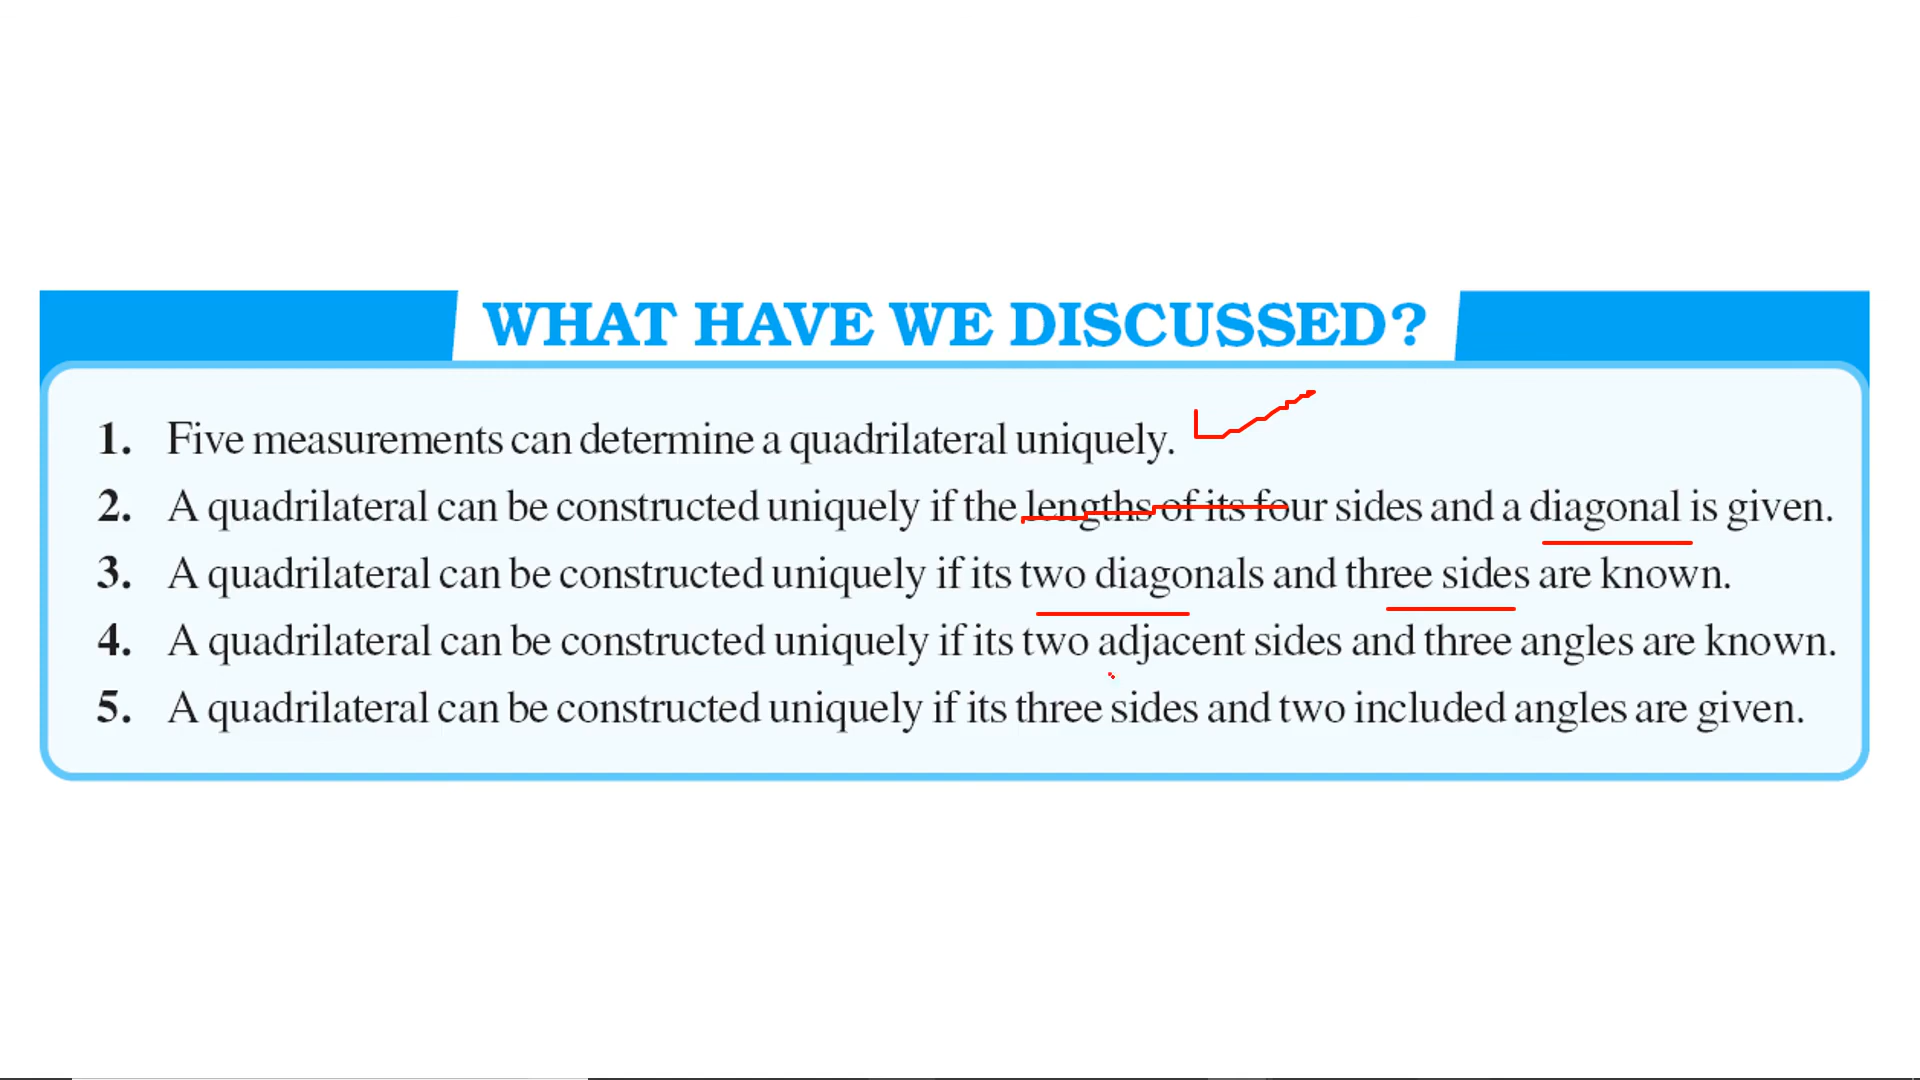 WHAT HAVE WE DISCUSSED?
1. Five measurements can determine a quadrilateral uniquely.
2. A quadrilateral can be constructed uniquely if the lengths of its four sides and a diagonal is given.
3. A quadrilateral can be constructed uniquely if its two diagonals and three sides are known.
4. A quadrilateral can be constructed uniquely if its two adjacent sides and three angles are known.
5. A quadrilateral can be constructed uniquely if its three sides and two included angles are given.